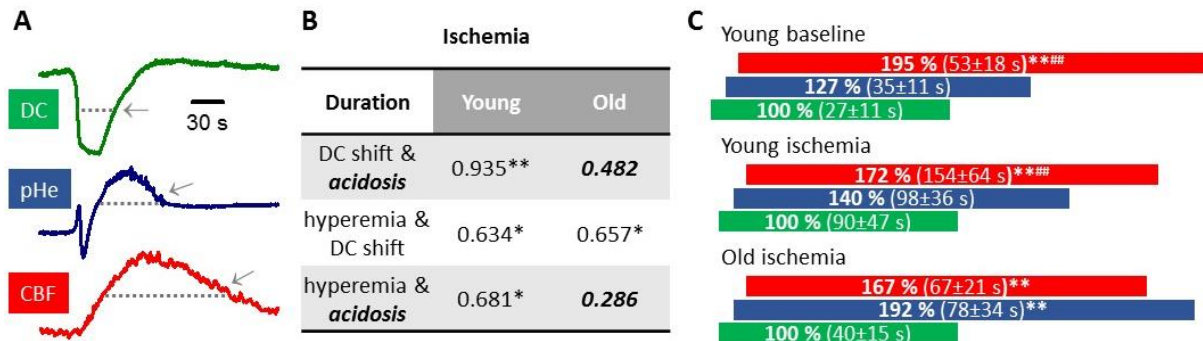 A
DC
30 s
pHe
CBF
B
Ischemia
Duration Young Old
DC shift & acidosis 0.935** 0.482
hyperemia & DC shift 0.634* 0.657*
hyperemia & acidosis 0.681* 0.286
C
Young baseline
195 % (53±18 s)**##
127 % (35±11 s)
100 % (27±11 s)
Young ischemia
172 % (154±64 s)**##
140 % (98±36 s)
100 % (90±47 s)
Old ischemia
167 % (67±21 s)**
192 % (78±34 s)**
100 % (40±15 s)